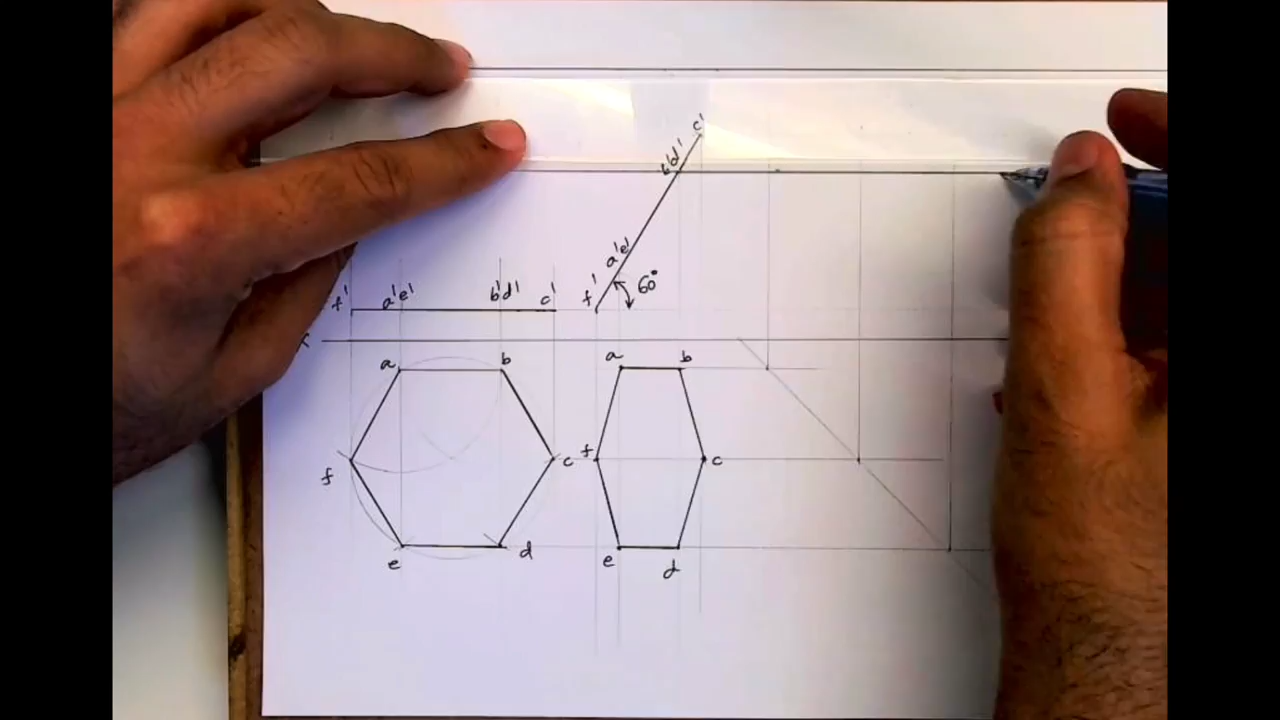 c'
b'd'
a'e'
f' a'e' b'd' c' f' 60°
a b a b
f c f c
e d e d